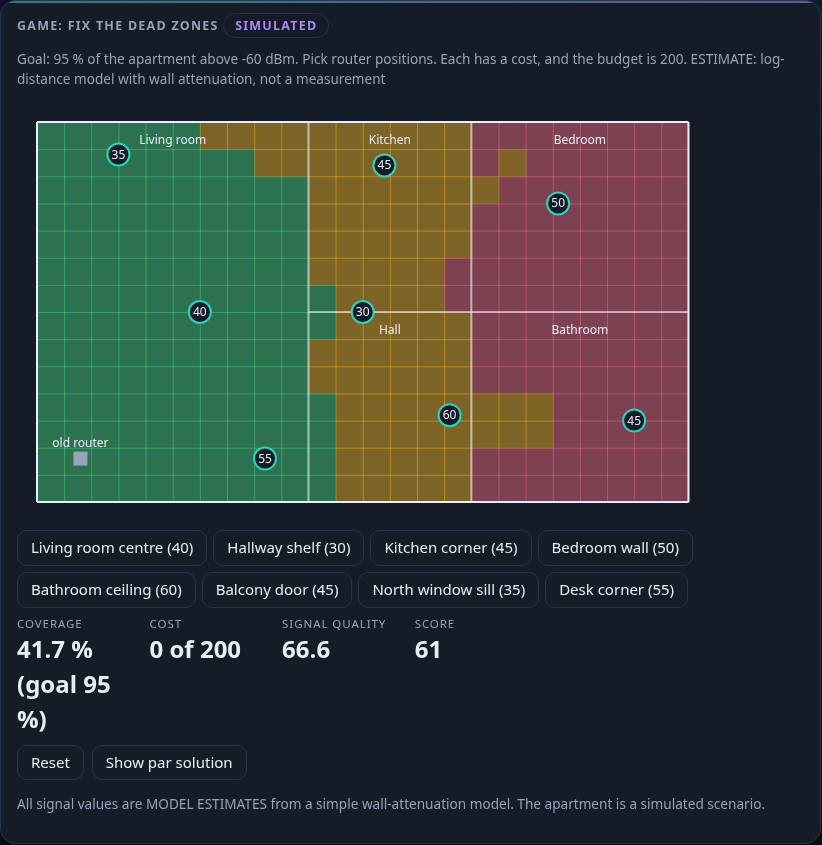 GAME: FIX THE DEAD ZONES SIMULATED
Goal: 95 % of the apartment above -60 dBm. Pick router positions. Each has a cost, and the budget is 200. ESTIMATE: log-
distance model with wall attenuation, not a measurement
Living room Kitchen Bedroom
35 45
50
40 30
Hall Bathroom
60 45
old router
55
Living room centre (40) Hallway shelf (30) Kitchen corner (45) Bedroom wall (50)
Bathroom ceiling (60) Balcony door (45) North window sill (35) Desk corner (55)
COVERAGE COST SIGNAL QUALITY SCORE
41.7 % 0 of 200 66.6 61
(goal 95
%)
Reset Show par solution
All signal values are MODEL ESTIMATES from a simple wall-attenuation model. The apartment is a simulated scenario.